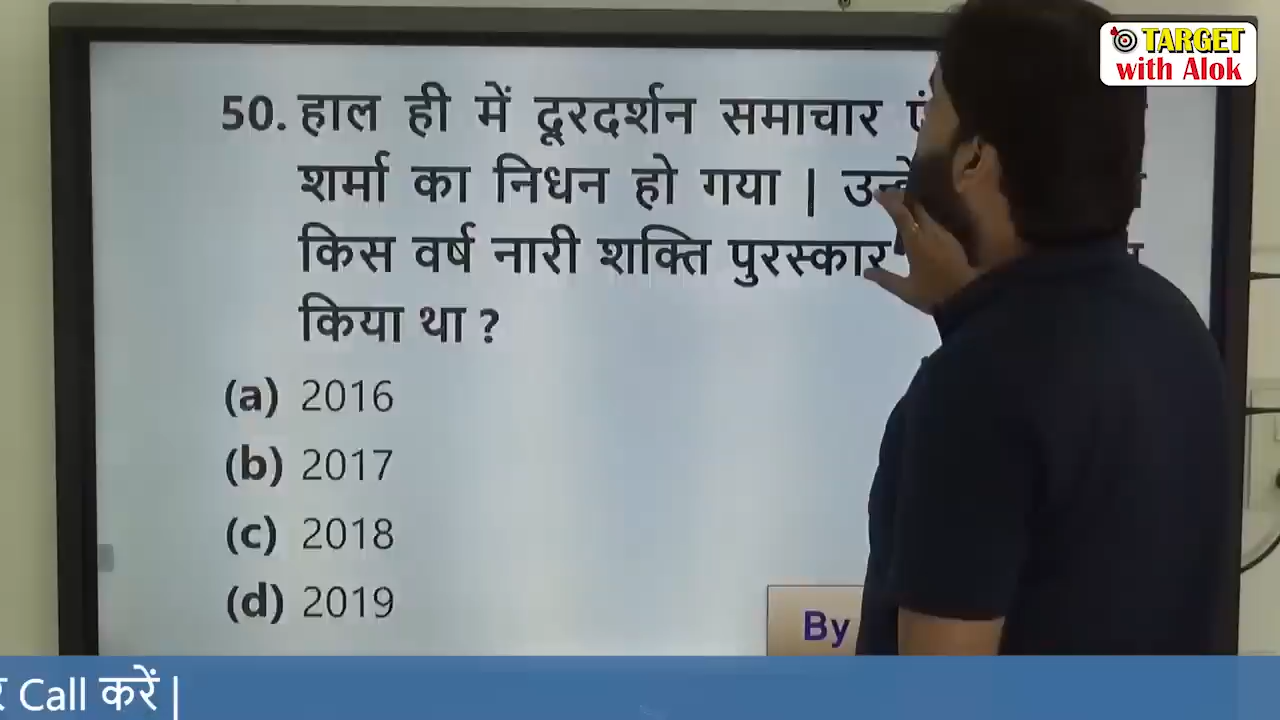 TARGET
with Alok
50. हाल ही में दूरदर्शन समाचार
शर्मा का निधन हो गया |
किस वर्ष नारी शक्ति पुरस्कार
किया था ?
(a) 2016
(b) 2017
(c) 2018
(d) 2019
By
Call करें |